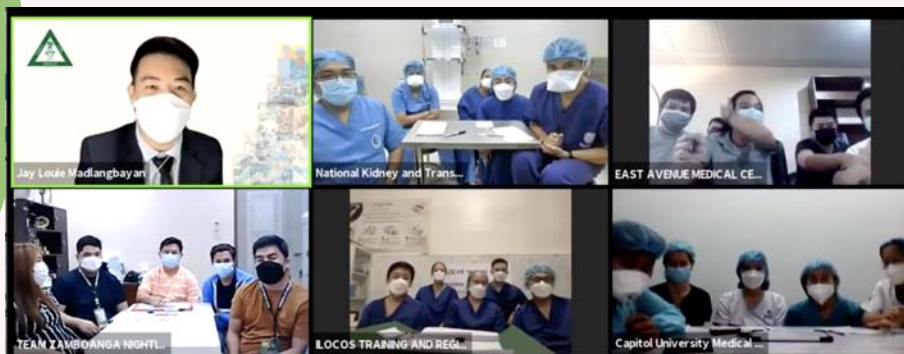 Jay Louie Madlangbayan
National Kidney and Trans...
EAST AVENUE MEDICAL CE...
TEAM ZAMBOANGA NIGHTI...
ILOCOS TRAINING AND REGI...
Capitol University Medical ...